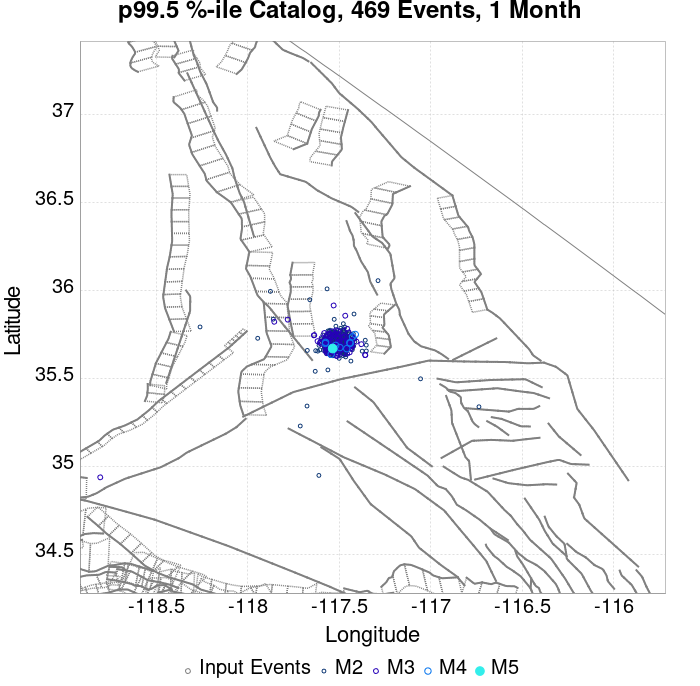 p99.5 %-ile Catalog, 469 Events, 1 Month
37
36.5
36
35.5
35
34.5
Latitude
-118.5 -118 -117.5 -117 -116.5 -116
Longitude
Input Events M2 M3 M4 M5